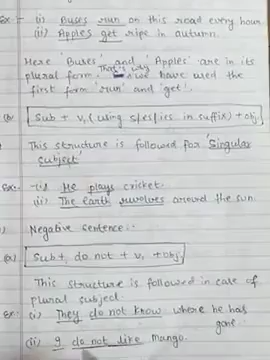 Ex:- (i) Buses run on this road every hour.
(ii) Apples get ripe in autumn.
Here 'Buses' and 'Apples' are in its
plural form. That's why we have used the
first form 'run' and 'get'.
Sub + V₁ (using s/es/ies in suffix) + obj.
This structure is followed for 'Singular
subject'
Ex:- (i) He plays cricket.
(ii) The earth revolves around the sun.
Negative sentence:-
(a) Sub + do not + V₁ + obj
This structure is followed in case of
plural subject.
Ex:- (i) They do not know where he has
gone.
(ii) I do not like mango.